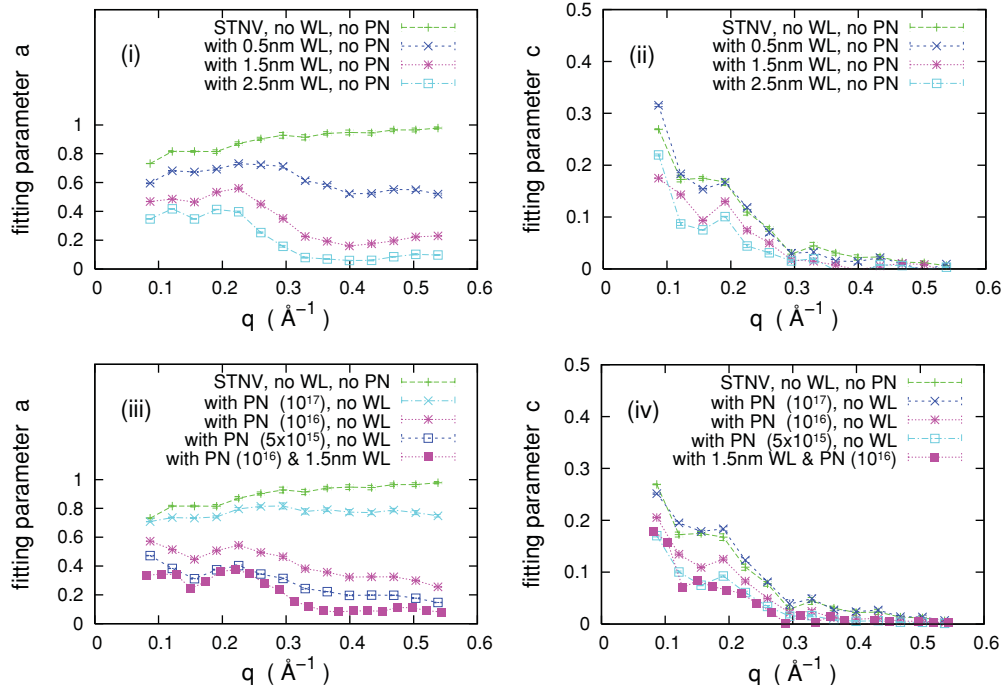 (i)
STNV, no WL, no PN
with 0.5nm WL, no PN
with 1.5nm WL, no PN
with 2.5nm WL, no PN
fitting parameter a
1
0.8
0.6
0.4
0.2
0
0 0.1 0.2 0.3 0.4 0.5 0.6
q ( Å⁻¹ )
(ii)
STNV, no WL, no PN
with 0.5nm WL, no PN
with 1.5nm WL, no PN
with 2.5nm WL, no PN
fitting parameter c
0.5
0.4
0.3
0.2
0.1
0
0 0.1 0.2 0.3 0.4 0.5 0.6
q ( Å⁻¹ )
(iii)
STNV, no WL, no PN
with PN (10¹⁷), no WL
with PN (10¹⁶), no WL
with PN (5x10¹⁵), no WL
with PN (10¹⁶) & 1.5nm WL
fitting parameter a
1
0.8
0.6
0.4
0.2
0
0 0.1 0.2 0.3 0.4 0.5 0.6
q ( Å⁻¹ )
(iv)
STNV, no WL, no PN
with PN (10¹⁷), no WL
with PN (10¹⁶), no WL
with PN (5x10¹⁵), no WL
with 1.5nm WL & PN (10¹⁶)
fitting parameter c
0.5
0.4
0.3
0.2
0.1
0
0 0.1 0.2 0.3 0.4 0.5 0.6
q ( Å⁻¹ )